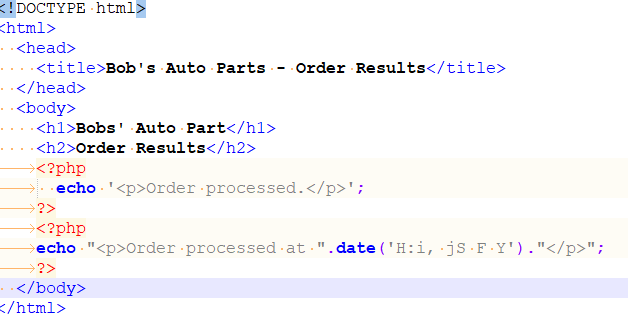 <!DOCTYPE html>
<html>
  <head>
    <title>Bob's Auto Parts - Order Results</title>
  </head>
  <body>
    <h1>Bobs' Auto Part</h1>
    <h2>Order Results</h2>
    <?php
      echo '<p>Order processed.</p>';
    ?>
    <?php
    echo "<p>Order processed at ".date('H:i, jS F Y')."</p>";
    ?>
  </body>
</html>